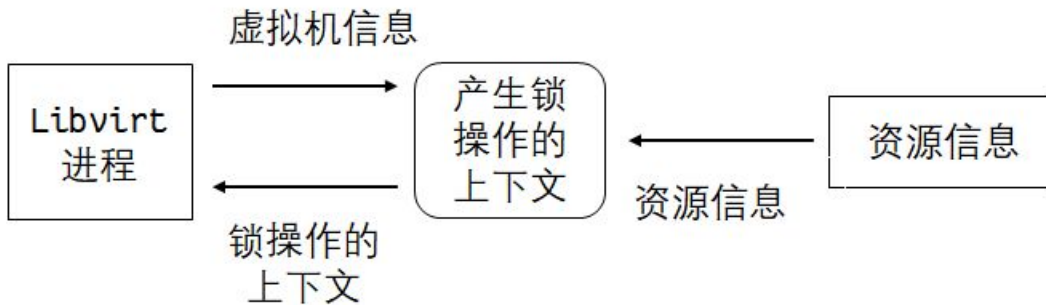 虚拟机信息
Libvirt
进程
产生锁
操作的
上下文
资源信息
资源信息
锁操作的
上下文